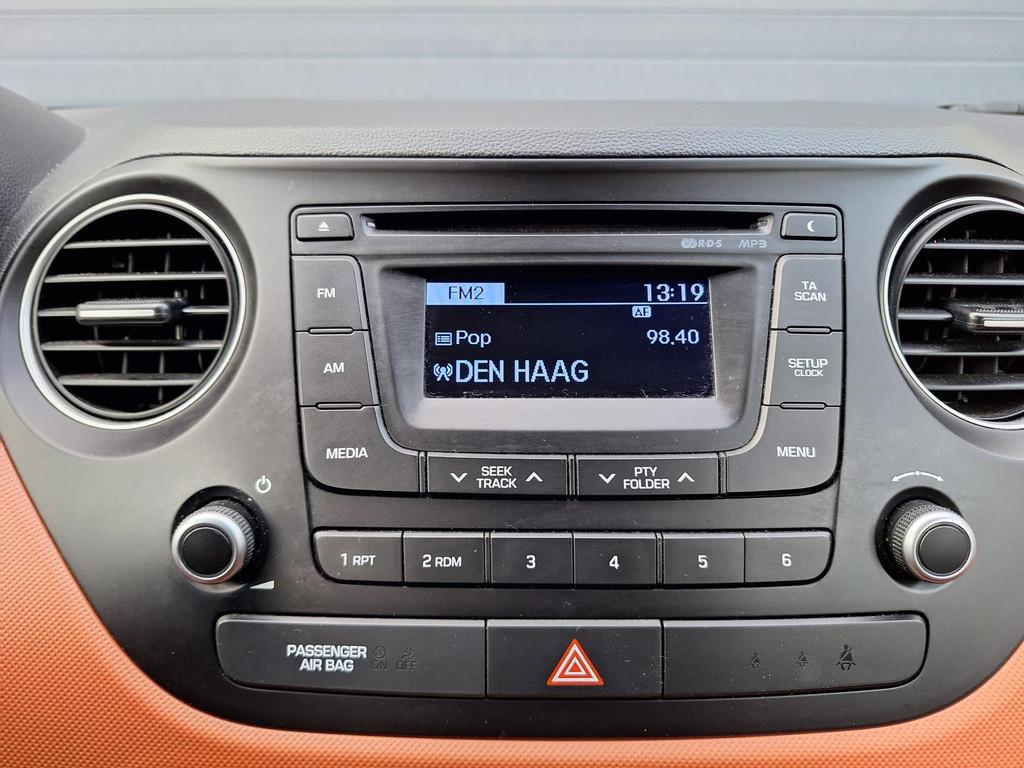 R·D·S MP3
FM
FM2 13:19
AF
Pop 98.40
DEN HAAG
TA
SCAN
AM
SETUP
CLOCK
MEDIA
SEEK
TRACK
PTY
FOLDER
MENU
1 RPT 2 RDM 3 4 5 6
PASSENGER
AIR BAG
ON OFF